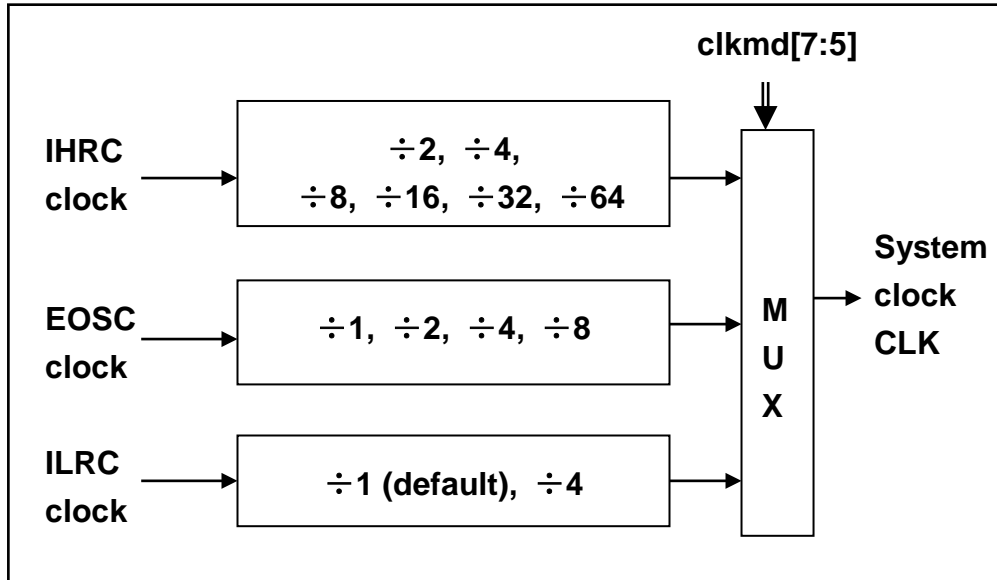 clkmd[7:5]
IHRC
clock
÷2, ÷4,
÷8, ÷16, ÷32, ÷64
EOSC
clock
÷1, ÷2, ÷4, ÷8
ILRC
clock
÷1 (default), ÷4
M
U
X
System
clock
CLK